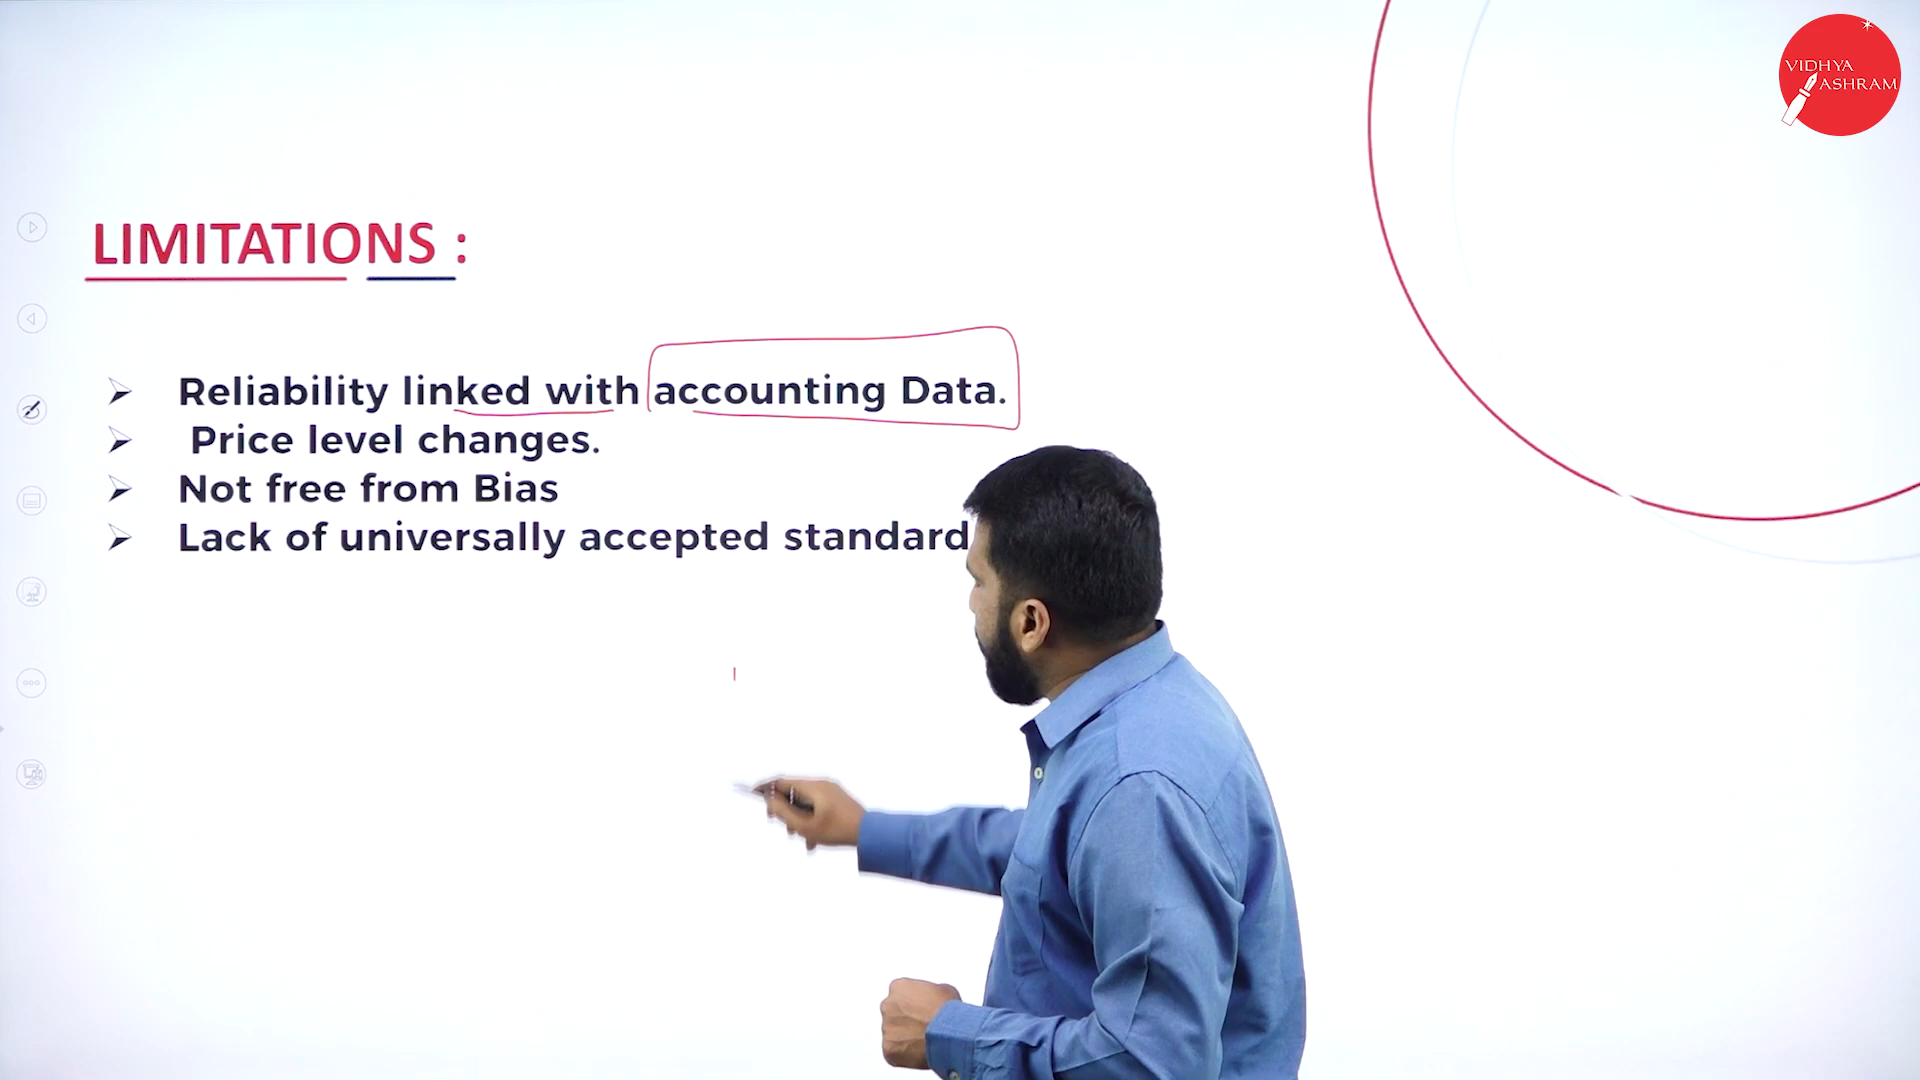 VIDHYA
ASHRAM
LIMITATIONS :
Reliability linked with accounting Data.
Price level changes.
Not free from Bias
Lack of universally accepted standard